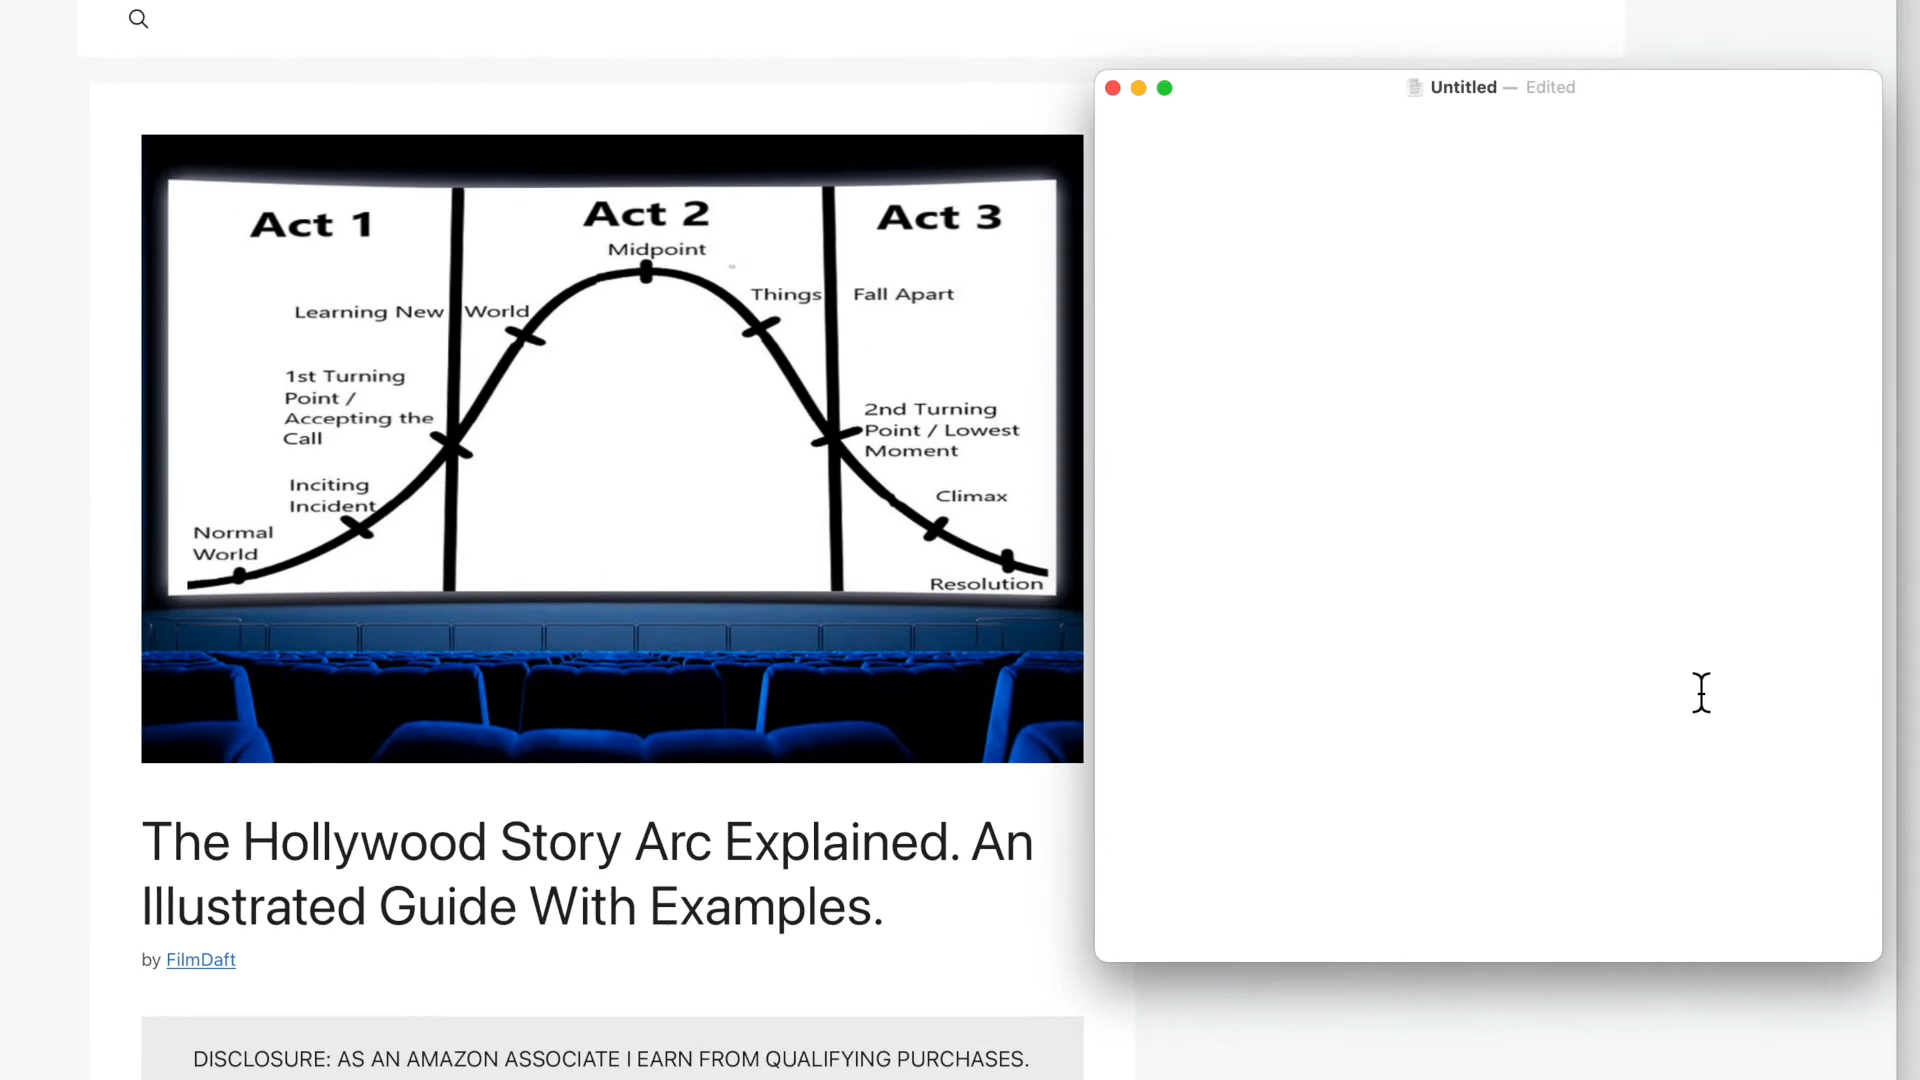 Untitled — Edited
Act 1
Act 2
Act 3
Midpoint
Things Fall Apart
Learning New World
1st Turning
Point /
Accepting the
Call
2nd Turning
Point / Lowest
Moment
Inciting
Incident
Climax
Normal
World
Resolution
The Hollywood Story Arc Explained. An
Illustrated Guide With Examples.
by FilmDaft
DISCLOSURE: AS AN AMAZON ASSOCIATE I EARN FROM QUALIFYING PURCHASES.